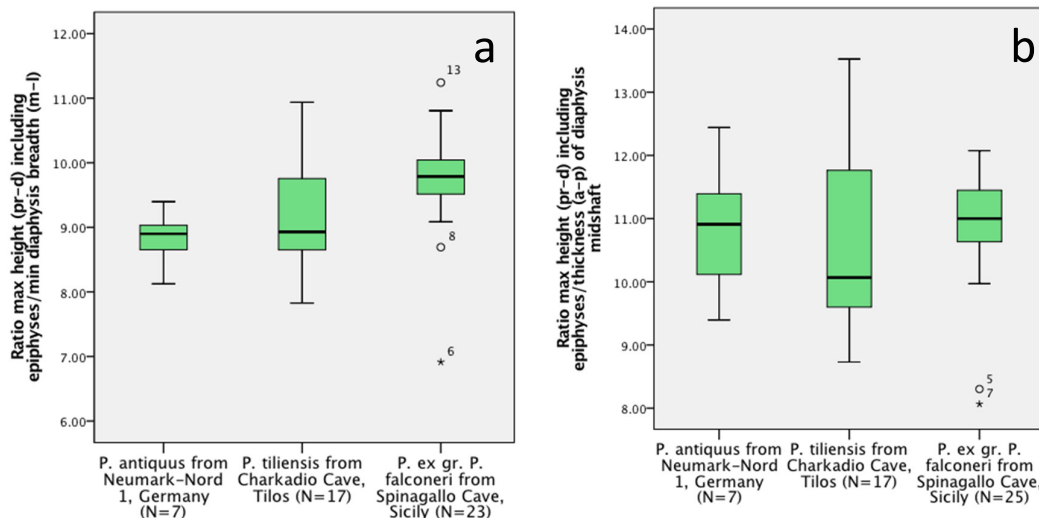 a
Ratio max height (pr-d) including
epiphyses/min diaphysis breadth (m-l)
12.00
11.00
10.00
9.00
8.00
7.00
6.00
13
8
6
P. antiquus from
Neumark-Nord
1, Germany
(N=7)
P. tiliensis from
Charkadio Cave,
Tilos (N=17)
P. ex gr. P.
falconeri from
Spinagallo Cave,
Sicily (N=23)
b
Ratio max height (pr-d) including
epiphyses/thickness (a-p) of diaphysis
midshaft
14.00
13.00
12.00
11.00
10.00
9.00
8.00
5
7
P. antiquus from
Neumark-Nord
1, Germany
(N=7)
P. tiliensis from
Charkadio Cave,
Tilos (N=17)
P. ex gr. P.
falconeri from
Spinagallo Cave,
Sicily (N=25)